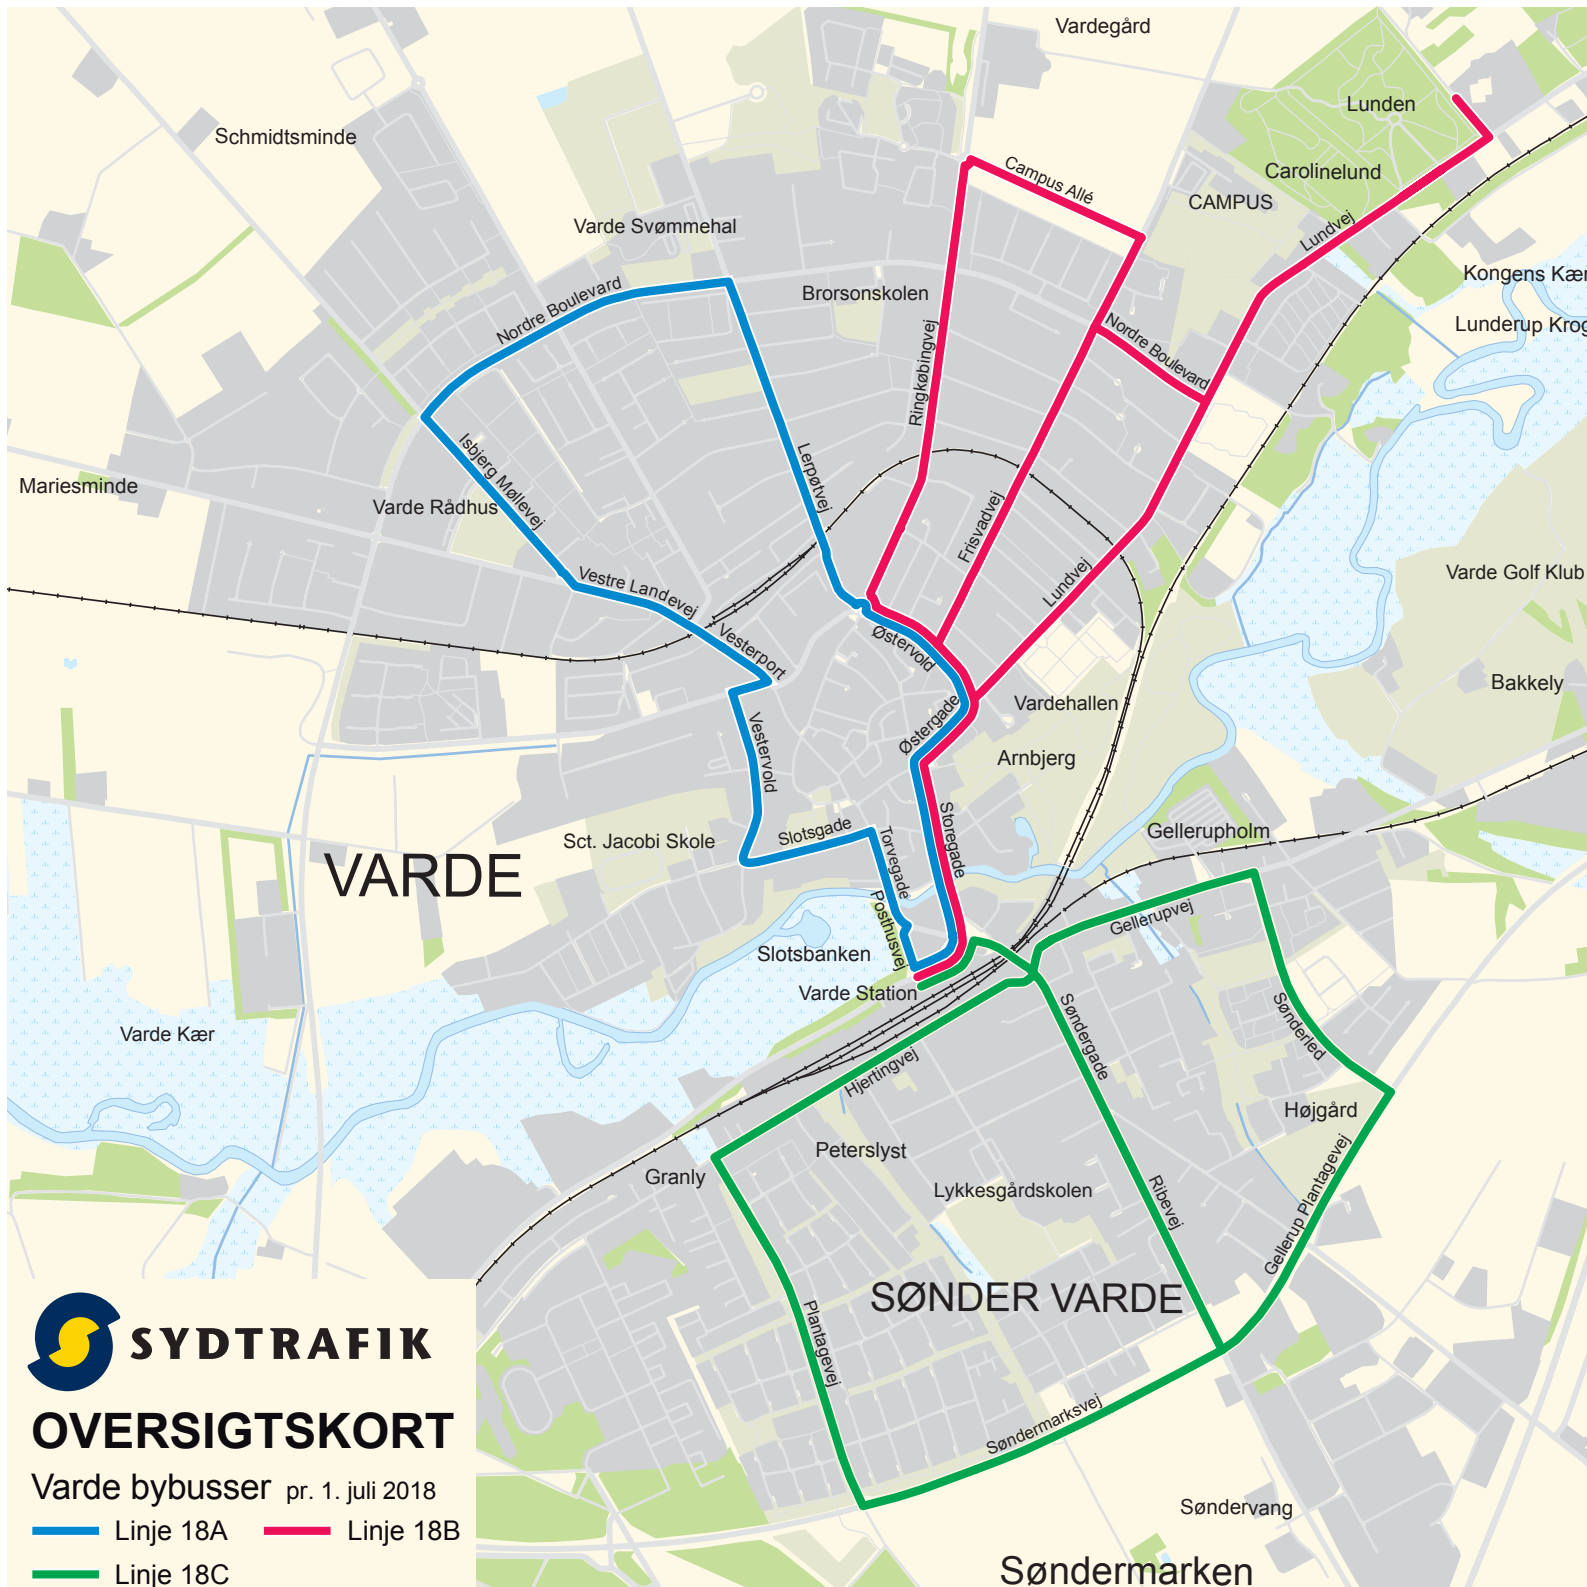 Vardegård
Lunden
Schmidtsminde
Campus Allé
Carolinelund
CAMPUS
Varde Svømmehal
Lundvej
Kongens Kær
Nordre Boulevard
Brorsonskolen
Lunderup Krog
Nordre Boulevard
Ringkøbingvej
Isbjerg Møllevej
Lerpøtvej
Mariesminde
Varde Rådhus
Frisvadvej
Vestre Landevej
Lundvej
Varde Golf Klub
Vesterport
Østervold
Bakkely
Vardehallen
Østergade
Vestervold
Arnbjerg
Slotsgade
Storegade
Gellerupholm
Sct. Jacobi Skole
Torvegade
VARDE
Posthusvej
Gellerupvej
Slotsbanken
Varde Station
Varde Kær
Søndergade
Sønderled
Hjertingvej
Højgård
Peterslyst
Granly
Lykkesgårdskolen
Ribevej
Gellerup Plantagevej
SØNDER VARDE
Plantagevej
Søndermarksvej
Søndervang
Søndermarken
SYDTRAFIK
OVERSIGTSKORT
Varde bybusser pr. 1. juli 2018
Linje 18A Linje 18B
Linje 18C